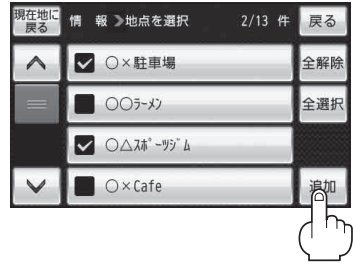 現在地に
戻る
情 報 ≫地点を選択 2/13 件
戻る
○×駐車場
全解除
○○ﾗｰﾒﾝ
全選択
○△ｽﾎﾟｰﾂｼﾞﾑ
○×Cafe
追加